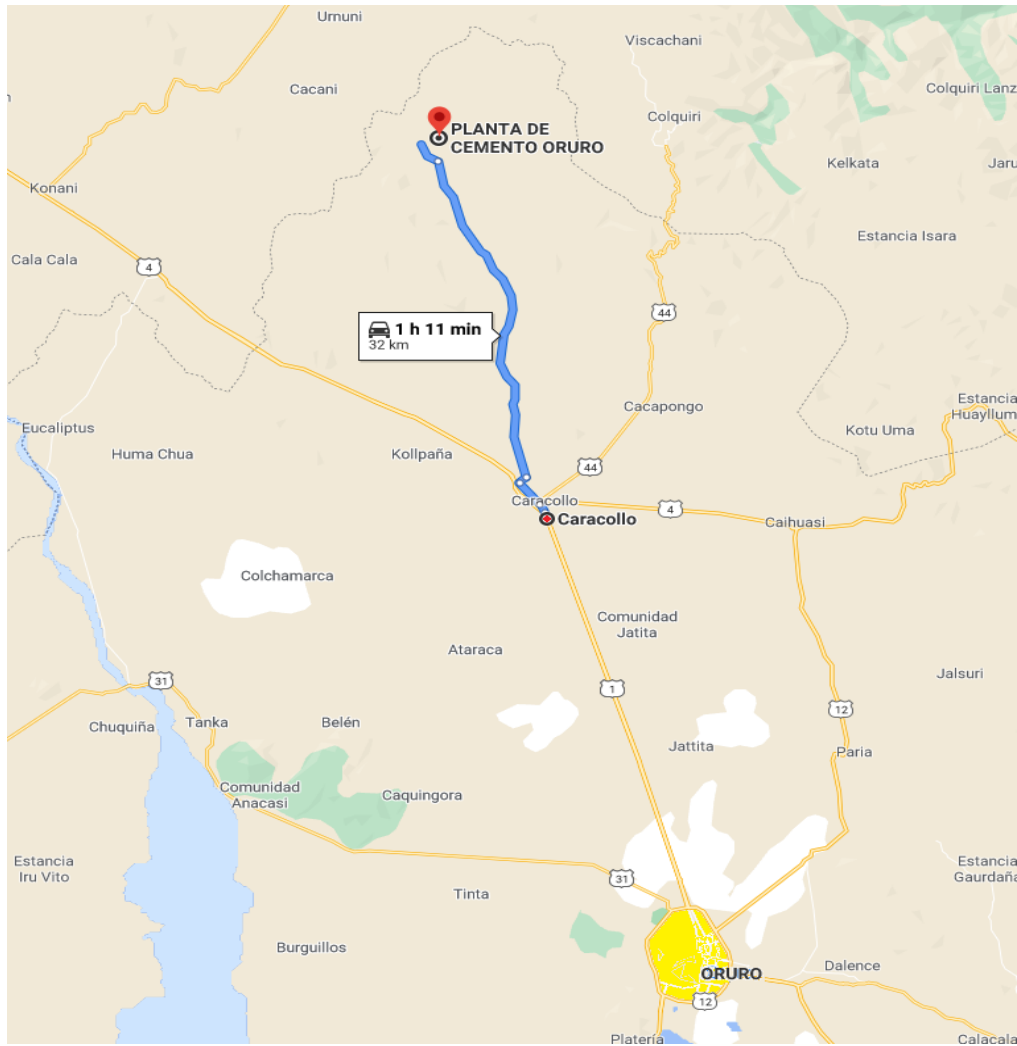 Urnuni
Viscachani
Cacani
Colquiri Lanz
Colquiri
PLANTA DE
CEMENTO ORURO
Kelkata
Jaru
Konani
Estancia Isara
Cala Cala
4
44
1 h 11 min
32 km
Cacapongo
Estancia
Huayllum
Eucaliptus
Huma Chua
Kollpaña
Kotu Uma
44
Caracollo
Caracollo
4
Caihuasi
Colchamarca
Comunidad
Jatita
Ataraca
Jalsuri
31
1
12
Chuquiña
Tanka
Belén
Jattita
Paria
Comunidad
Anacasi
Caquingora
Estancia
Iru Vito
31
Estancia
Gaurdaña
Tinta
Burguillos
ORURO
Dalence
12
Platería
Calacala